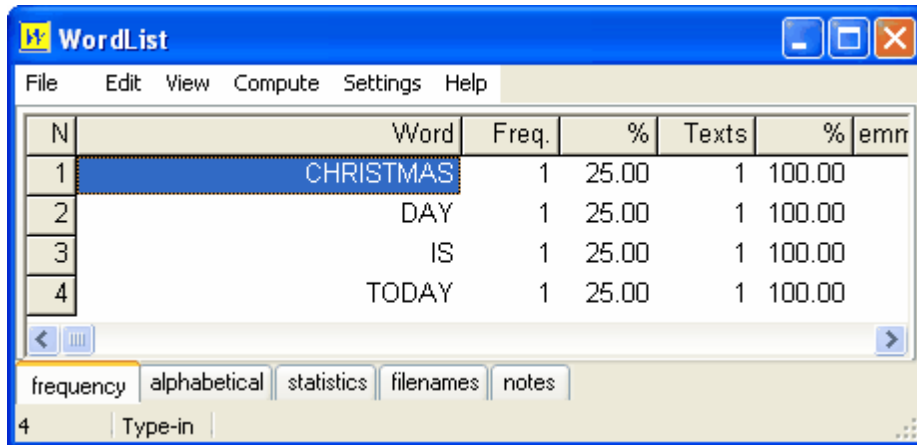 WordList
File Edit View Compute Settings Help
N Word Freq. % Texts % emm
1 CHRISTMAS 1 25.00 1 100.00
2 DAY 1 25.00 1 100.00
3 IS 1 25.00 1 100.00
4 TODAY 1 25.00 1 100.00
frequency alphabetical statistics filenames notes
4 Type-in